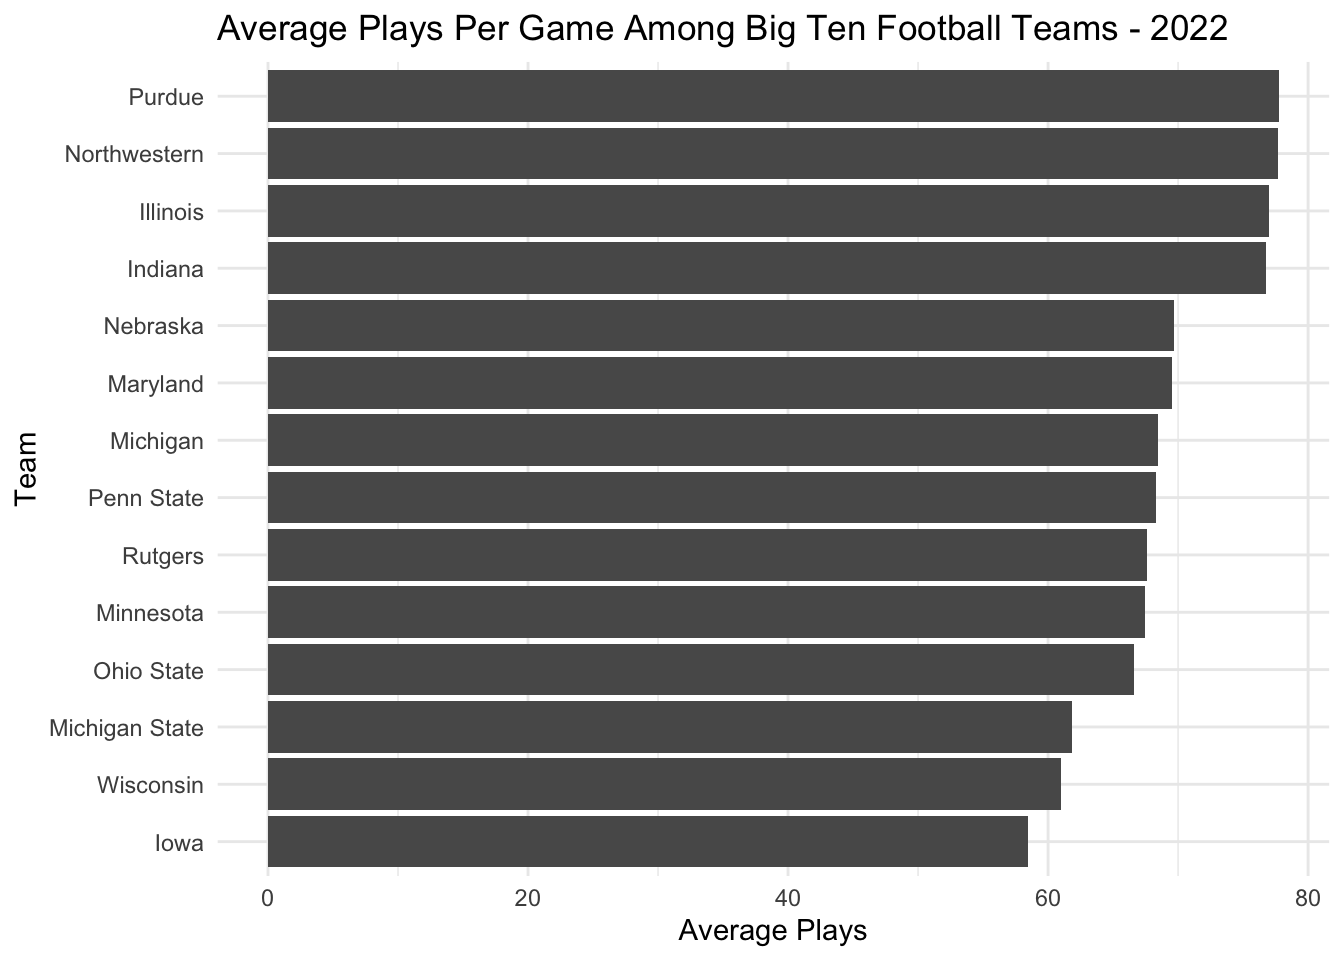 Average Plays Per Game Among Big Ten Football Teams - 2022
Purdue
Northwestern
Illinois
Indiana
Nebraska
Maryland
Michigan
Penn State
Rutgers
Minnesota
Ohio State
Michigan State
Wisconsin
Iowa
Team
0 20 40 60 80
Average Plays